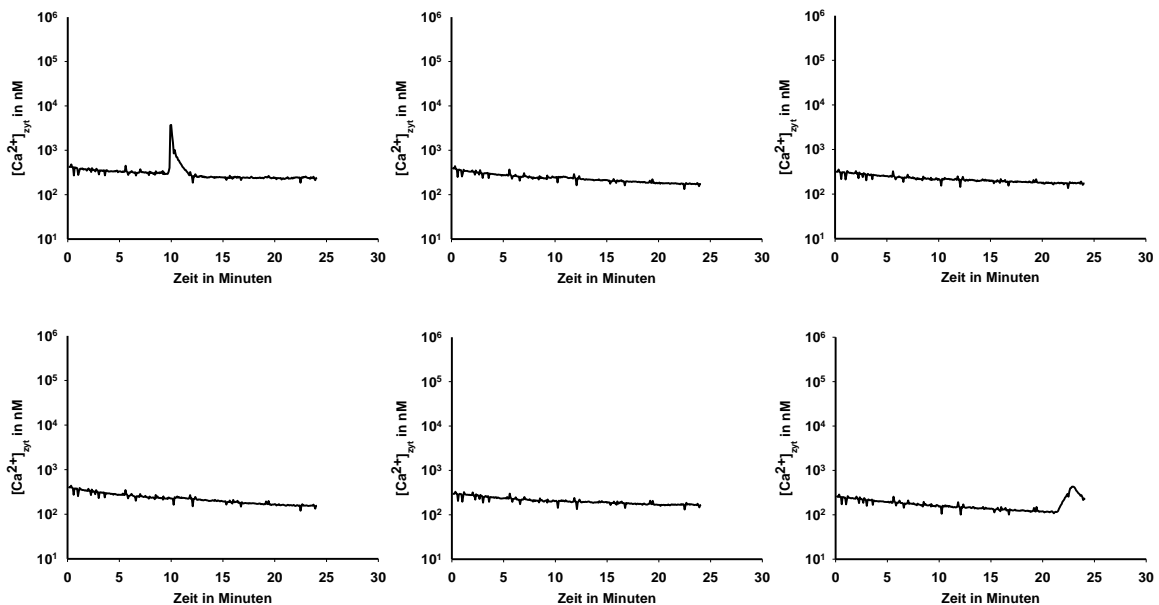 10⁶ 10⁶ 10⁶
10⁵ 10⁵ 10⁵
10⁴ 10⁴ 10⁴
10³ 10³ 10³
10² 10² 10²
10¹ 10¹ 10¹
[Ca²⁺]zyt in nM [Ca²⁺]zyt in nM [Ca²⁺]zyt in nM
0 5 10 15 20 25 30 0 5 10 15 20 25 30 0 5 10 15 20 25 30
Zeit in Minuten Zeit in Minuten Zeit in Minuten
10⁶ 10⁶ 10⁶
10⁵ 10⁵ 10⁵
10⁴ 10⁴ 10⁴
10³ 10³ 10³
10² 10² 10²
10¹ 10¹ 10¹
[Ca²⁺]zyt in nM [Ca²⁺]zyt in nM [Ca²⁺]zyt in nM
0 5 10 15 20 25 30 0 5 10 15 20 25 30 0 5 10 15 20 25 30
Zeit in Minuten Zeit in Minuten Zeit in Minuten